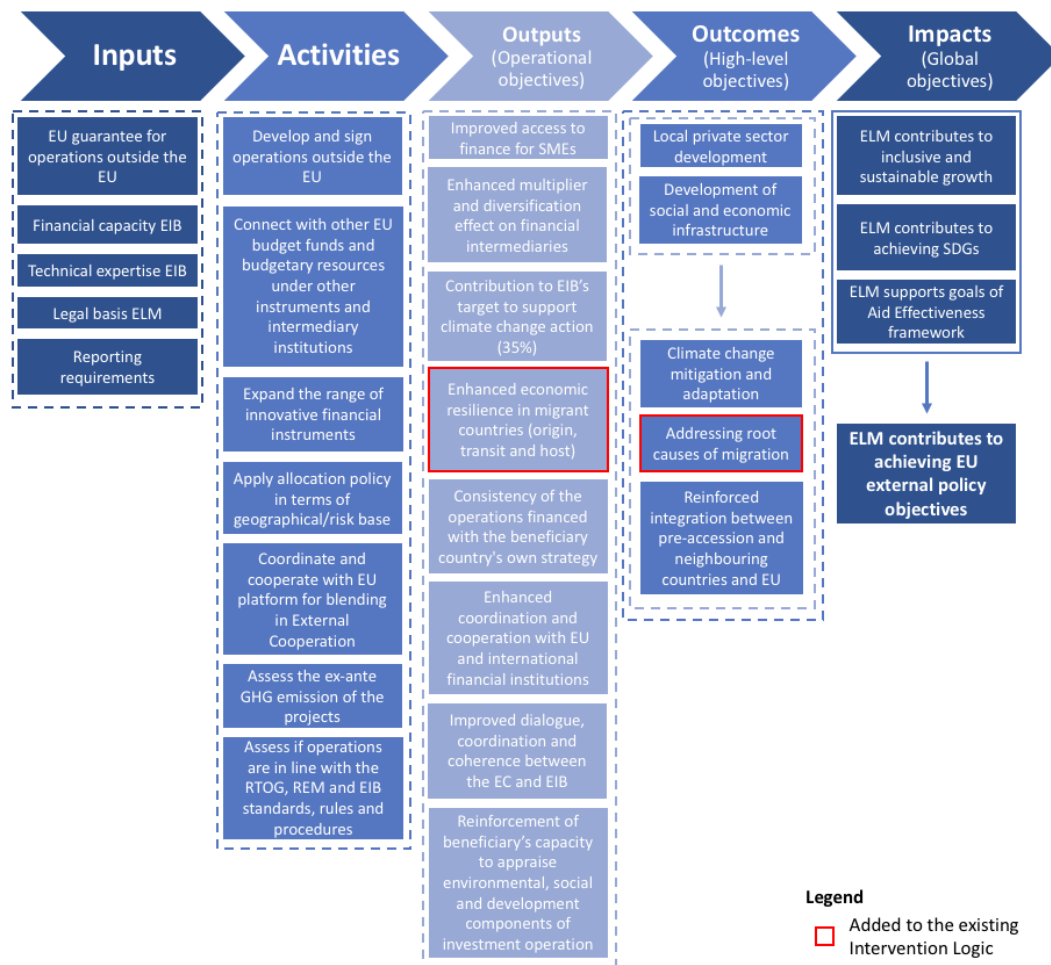 Inputs
Activities
Outputs
(Operational
objectives)
Outcomes
(High-level
objectives)
Impacts
(Global
objectives)
EU guarantee for
operations outside the
EU
Financial capacity EIB
Technical expertise EIB
Legal basis ELM
Reporting
requirements
Develop and sign
operations outside the
EU
Connect with other EU
budget funds and
budgetary resources
under other
instruments and
intermediary
institutions
Expand the range of
innovative financial
instruments
Apply allocation policy
in terms of
geographical/risk base
Coordinate and
cooperate with EU
platform for blending
in External
Cooperation
Assess the ex-ante
GHG emission of the
projects
Assess if operations
are in line with the
RTOG, REM and EIB
standards, rules and
procedures
Improved access to
finance for SMEs
Enhanced multiplier
and diversification
effect on financial
intermediaries
Contribution to EIB’s
target to support
climate change action
(35%)
Enhanced economic
resilience in migrant
countries (origin,
transit and host)
Consistency of the
operations financed
with the beneficiary
country's own strategy
Enhanced
coordination and
cooperation with EU
and international
financial institutions
Improved dialogue,
coordination and
coherence between
the EC and EIB
Reinforcement of
beneficiary’s capacity
to appraise
environmental, social
and development
components of
investment operation
Local private sector
development
Development of
social and economic
infrastructure
Climate change
mitigation and
adaptation
Addressing root
causes of migration
Reinforced
integration between
pre-accession and
neighbouring
countries and EU
ELM contributes to
inclusive and
sustainable growth
ELM contributes to
achieving SDGs
ELM supports goals of
Aid Effectiveness
framework
ELM contributes to
achieving EU
external policy
objectives
Legend
Added to the existing
Intervention Logic